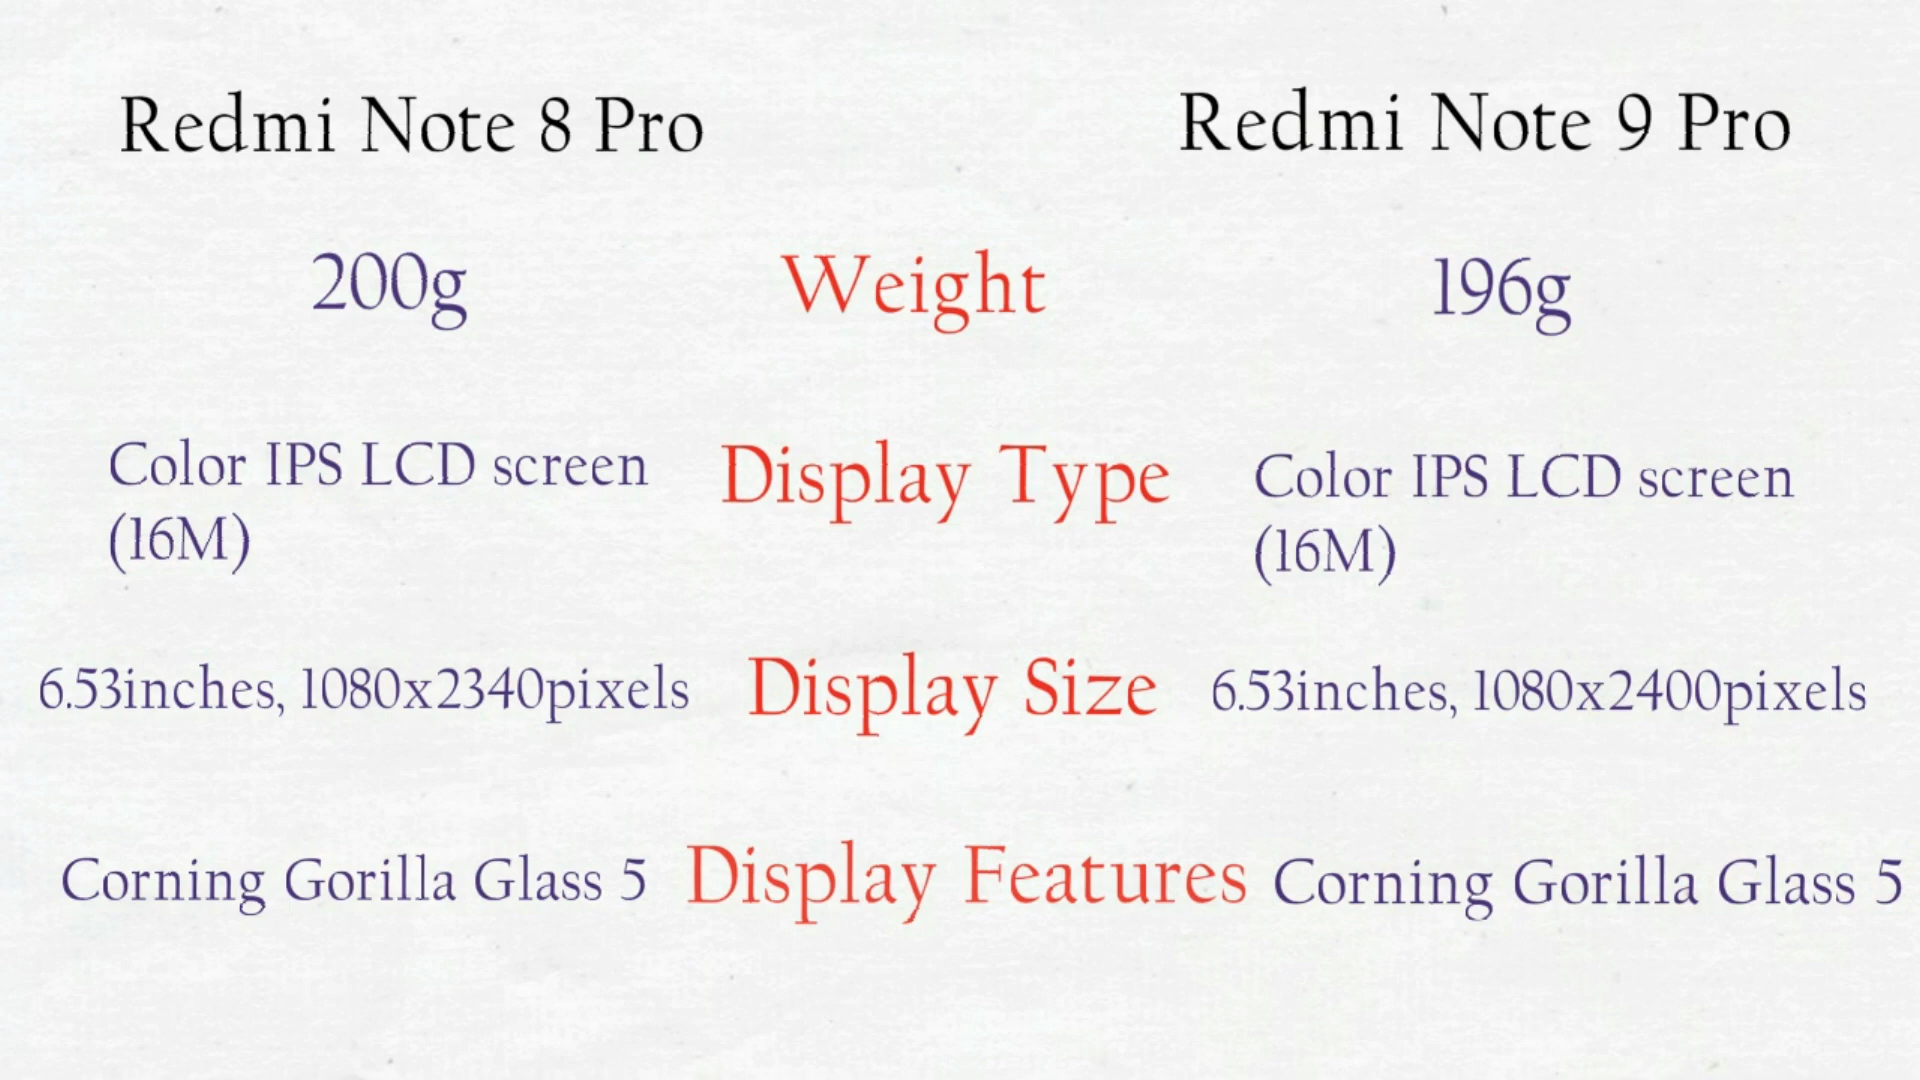 Redmi Note 8 Pro
Redmi Note 9 Pro
200g
Weight
196g
Color IPS LCD screen
(16M)
Display Type
Color IPS LCD screen
(16M)
6.53inches, 1080x2340pixels
Display Size
6.53inches, 1080x2400pixels
Corning Gorilla Glass 5
Display Features
Corning Gorilla Glass 5